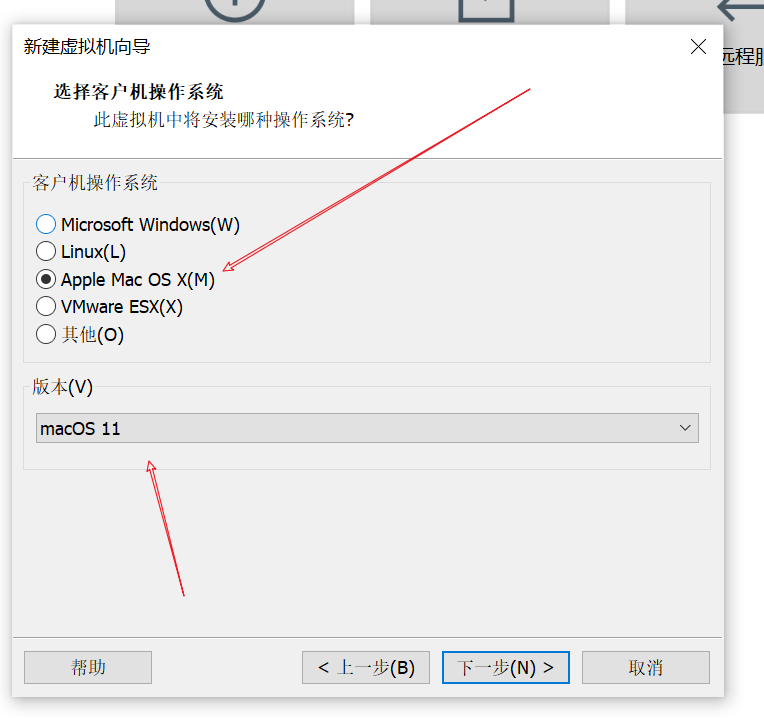 新建虚拟机向导
远程服
选择客户机操作系统
此虚拟机中将安装哪种操作系统?
客户机操作系统
Microsoft Windows(W)
Linux(L)
Apple Mac OS X(M)
VMware ESX(X)
其他(O)
版本(V)
macOS 11
帮助
< 上一步(B)
下一步(N) >
取消